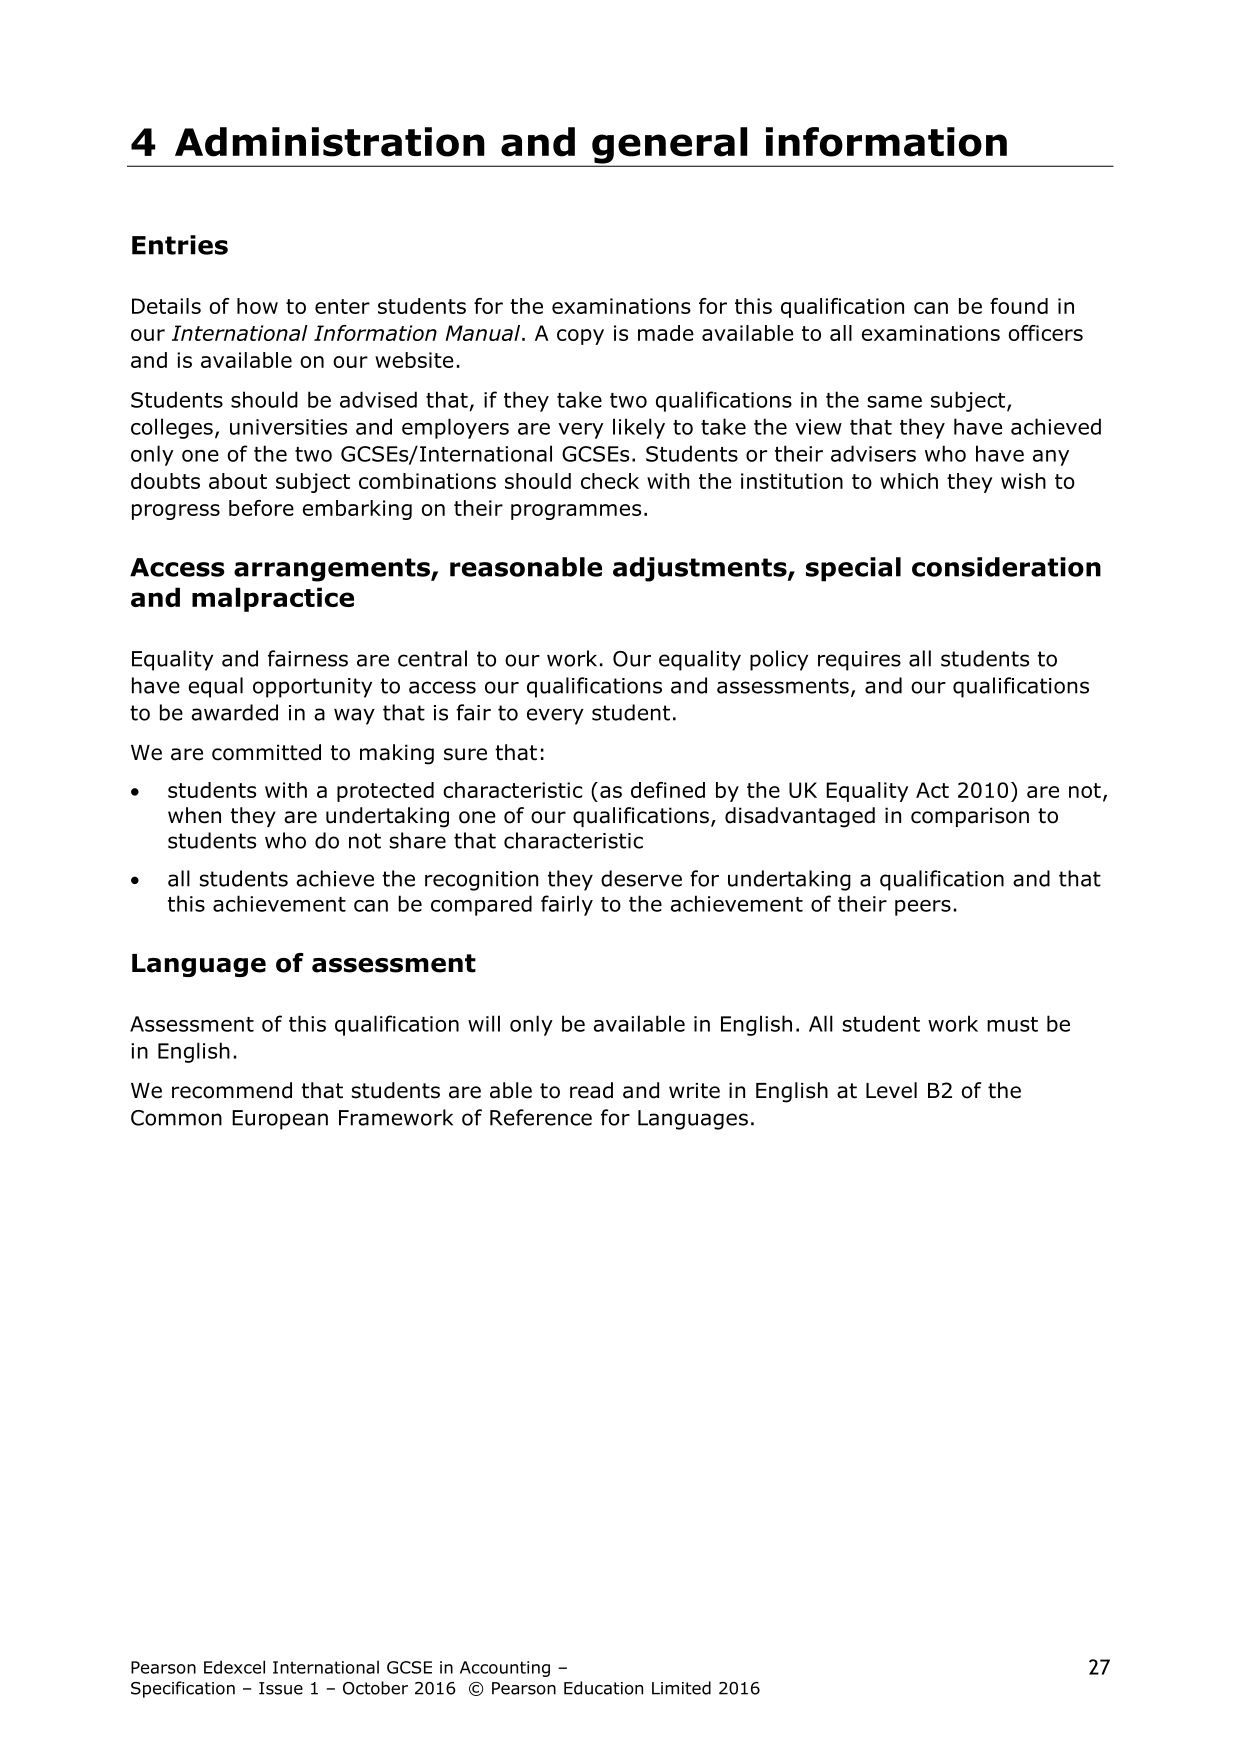 4 Administration and general information
Entries
Details of how to enter students for the examinations for this qualification can be found in
our International Information Manual. A copy is made available to all examinations officers
and is available on our website.
Students should be advised that, if they take two qualifications in the same subject,
colleges, universities and employers are very likely to take the view that they have achieved
only one of the two GCSEs/International GCSEs. Students or their advisers who have any
doubts about subject combinations should check with the institution to which they wish to
progress before embarking on their programmes.
Access arrangements, reasonable adjustments, special consideration
and malpractice
Equality and fairness are central to our work. Our equality policy requires all students to
have equal opportunity to access our qualifications and assessments, and our qualifications
to be awarded in a way that is fair to every student.
We are committed to making sure that:
• students with a protected characteristic (as defined by the UK Equality Act 2010) are not,
when they are undertaking one of our qualifications, disadvantaged in comparison to
students who do not share that characteristic
• all students achieve the recognition they deserve for undertaking a qualification and that
this achievement can be compared fairly to the achievement of their peers.
Language of assessment
Assessment of this qualification will only be available in English. All student work must be
in English.
We recommend that students are able to read and write in English at Level B2 of the
Common European Framework of Reference for Languages.
Pearson Edexcel International GCSE in Accounting –
Specification – Issue 1 – October 2016 © Pearson Education Limited 2016
27